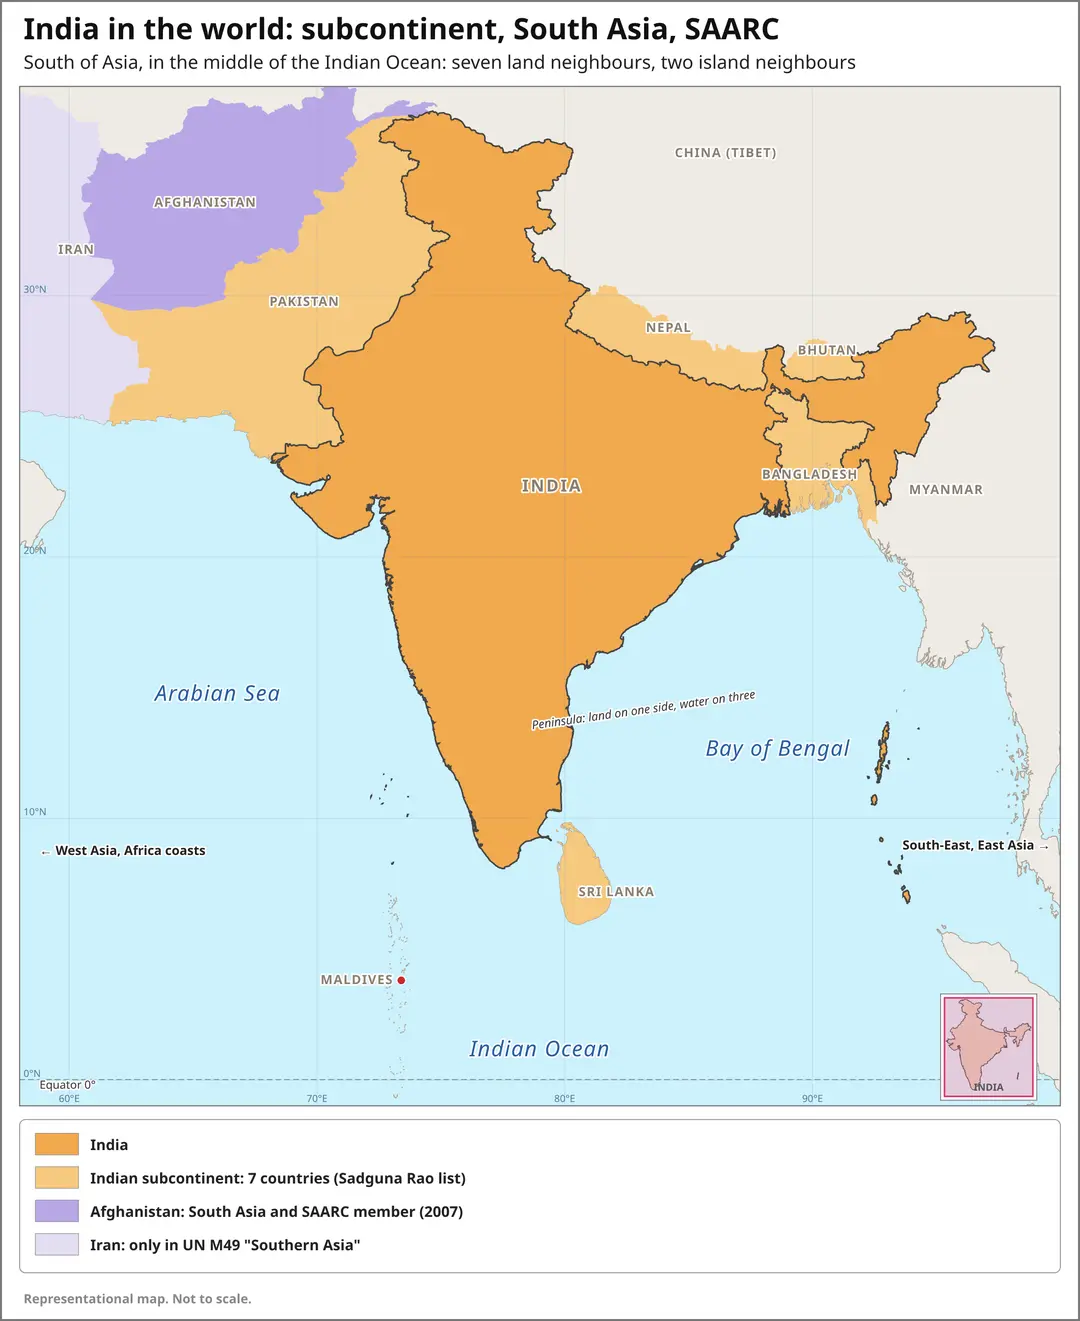 India in the world: subcontinent, South Asia, SAARC
South of Asia, in the middle of the Indian Ocean: seven land neighbours, two island neighbours
CHINA (TIBET)
AFGHANISTAN
IRAN
30°N
PAKISTAN
NEPAL
BHUTAN
BANGLADESH
INDIA
MYANMAR
20°N
Arabian Sea
Peninsula: land on one side, water on three
Bay of Bengal
10°N
← West Asia, Africa coasts
South-East, East Asia →
SRI LANKA
MALDIVES
Indian Ocean
0°N
Equator 0°
INDIA
60°E
70°E
80°E
90°E
India
Indian subcontinent: 7 countries (Sadguna Rao list)
Afghanistan: South Asia and SAARC member (2007)
Iran: only in UN M49 "Southern Asia"
Representational map. Not to scale.